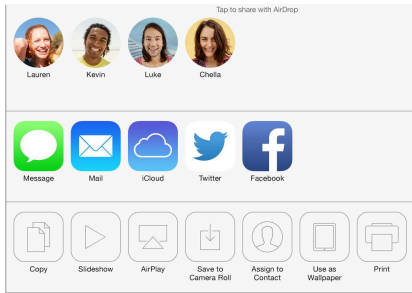 Tap to share with AirDrop
Lauren Kevin Luke Chella
Message Mail iCloud Twitter Facebook
Copy Slideshow AirPlay Save to Camera Roll Assign to Contact Use as Wallpaper Print